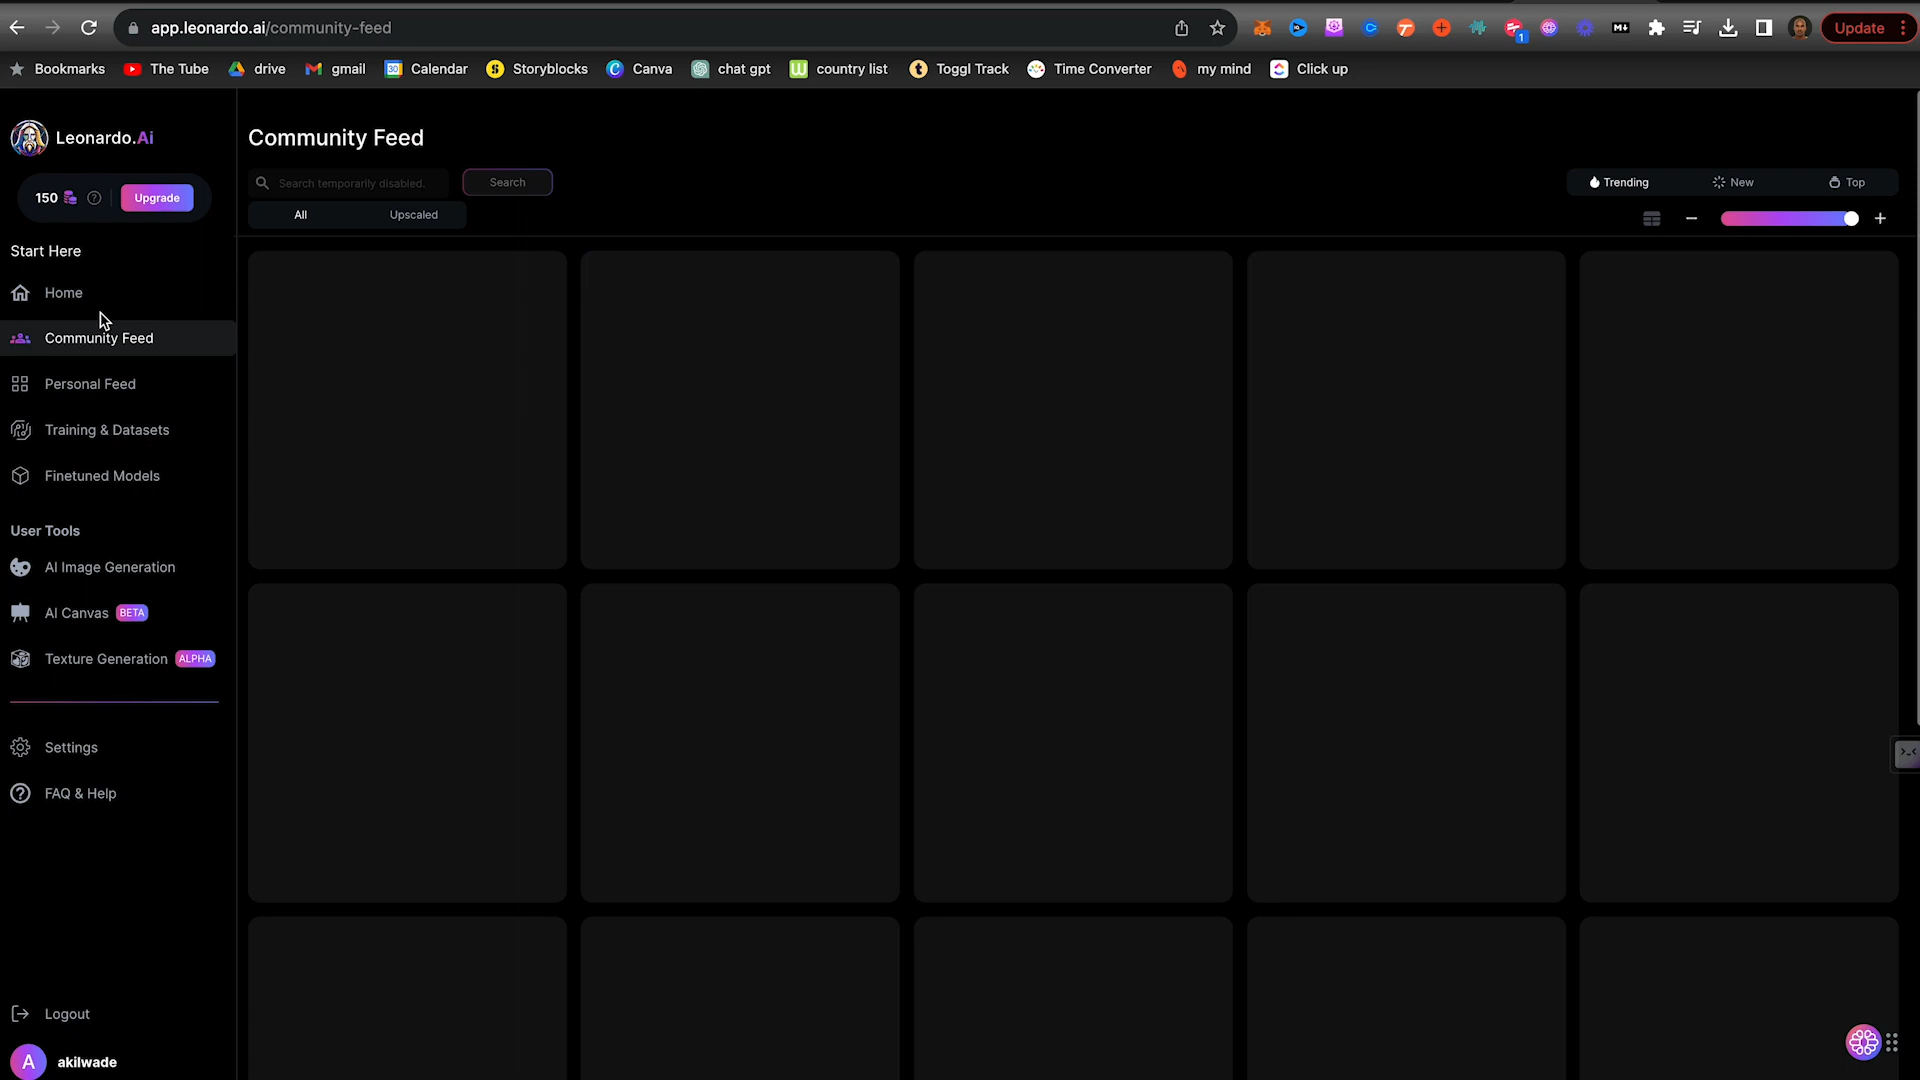 app.leonardo.ai/community-feed
Update
Bookmarks The Tube drive gmail Calendar Storyblocks Canva chat gpt country list Toggl Track Time Converter my mind Click up
Leonardo.Ai
150 Upgrade
Start Here
Home
Community Feed
Personal Feed
Training & Datasets
Finetuned Models
User Tools
AI Image Generation
AI Canvas BETA
Texture Generation ALPHA
Settings
FAQ & Help
Logout
A akilwade
Community Feed
Search temporarily disabled. Search
Trending New Top
All Upscaled